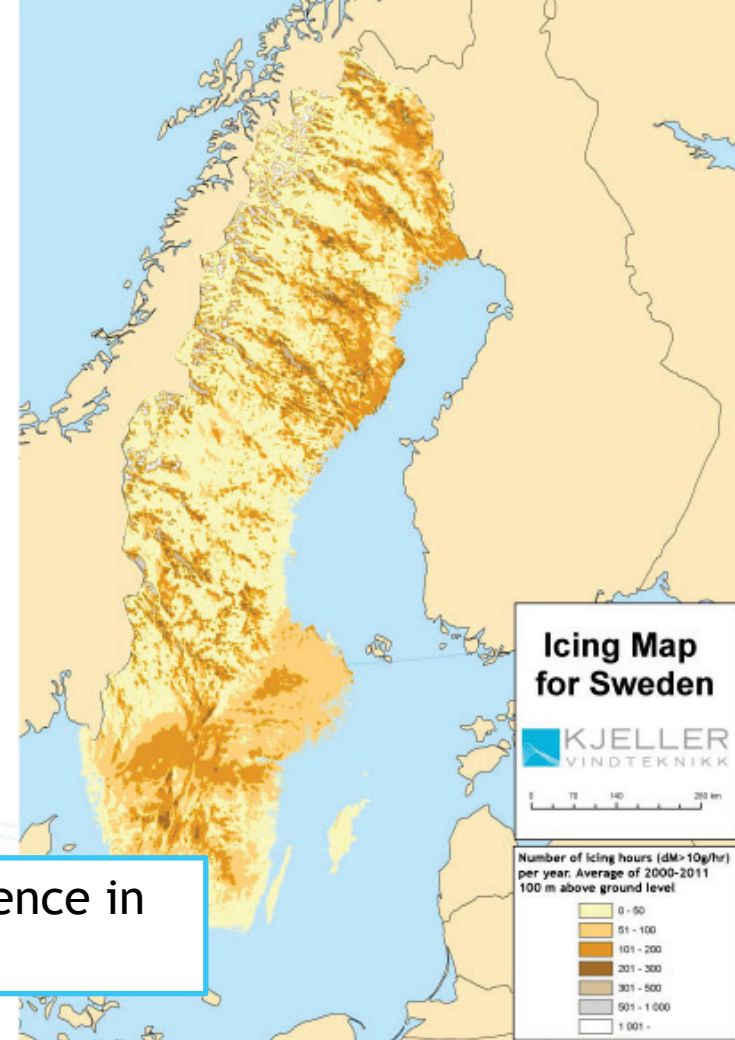 Icing Map
for Sweden
KJELLER
VINDTEKNIKK
0 70 140 280 km
Number of icing hours (dM>10g/hr)
per year. Average of 2000-2011
100 m above ground level
0 - 50
51 - 100
101 - 200
201 - 300
301 - 500
501 - 1 000
1 001 -
ence in